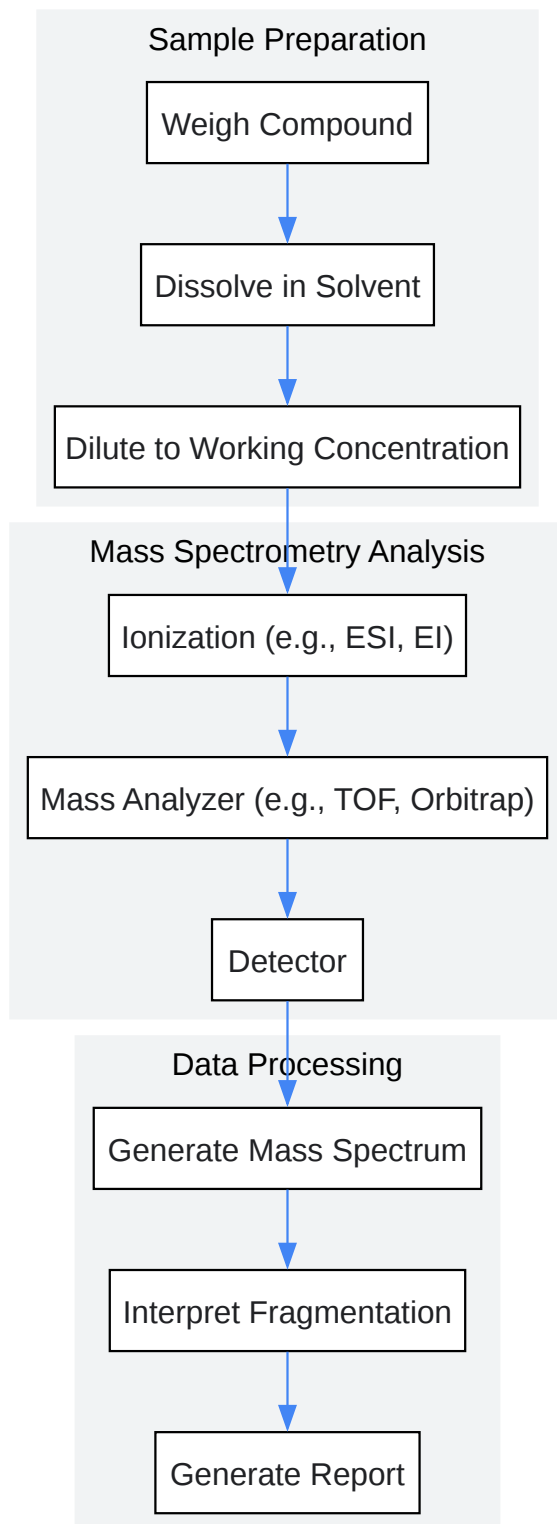 Sample Preparation
Weigh Compound
Dissolve in Solvent
Dilute to Working Concentration
Mass Spectrometry Analysis
Ionization (e.g., ESI, EI)
Mass Analyzer (e.g., TOF, Orbitrap)
Detector
Data Processing
Generate Mass Spectrum
Interpret Fragmentation
Generate Report